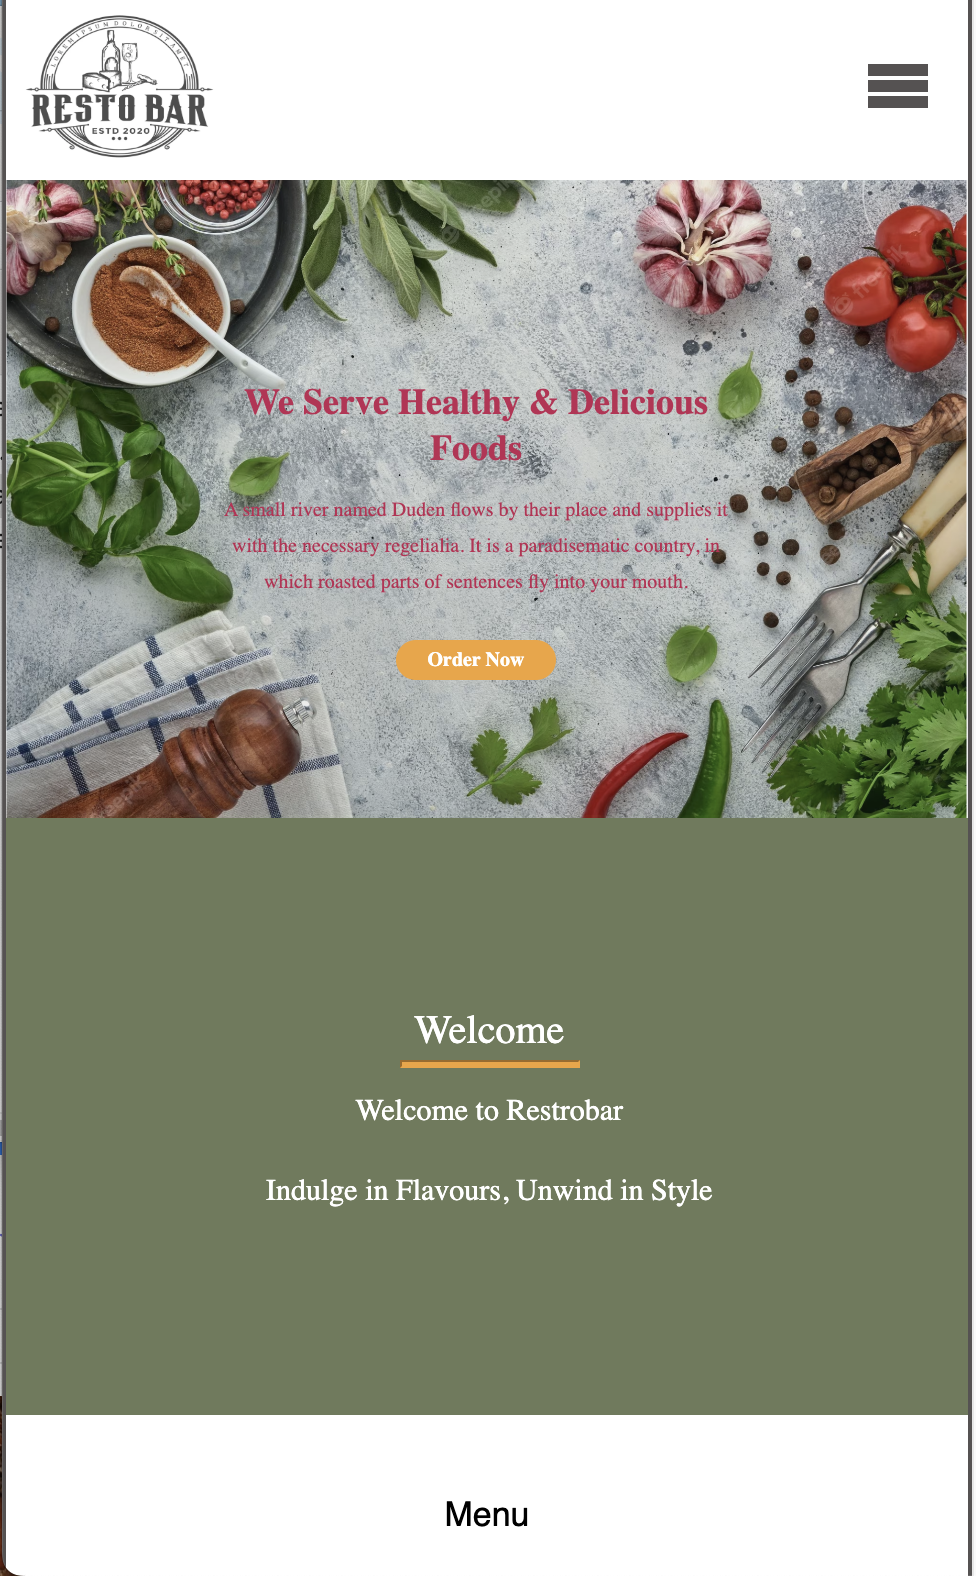 LOREM IPSUM DOLOR SIT AMET
RESTO BAR
ESTD 2020
We Serve Healthy & Delicious
Foods
A small river named Duden flows by their place and supplies it
with the necessary regelialia. It is a paradisematic country, in
which roasted parts of sentences fly into your mouth.
Order Now
Welcome
Welcome to Restrobar
Indulge in Flavours, Unwind in Style
Menu